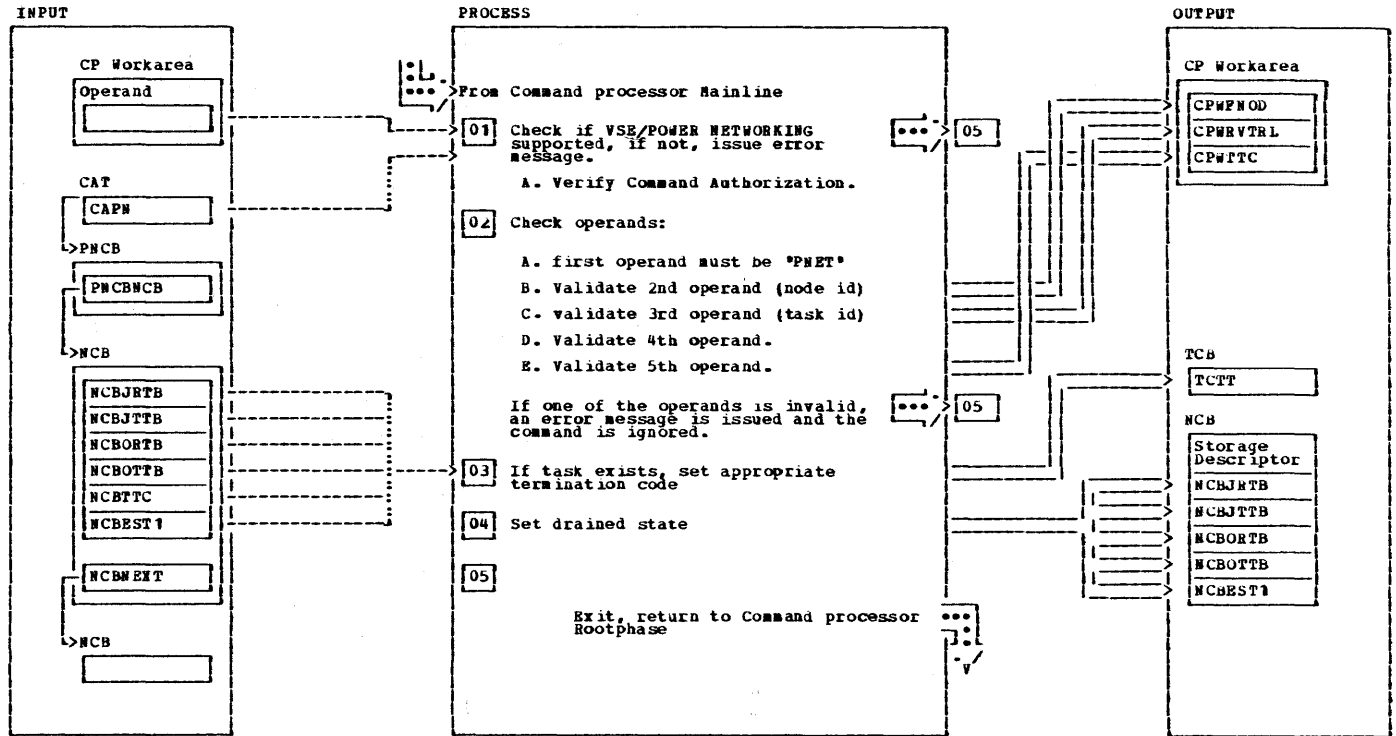 INPUT
PROCESS
OUTPUT
CP Workarea
Operand
CAT
CAPN
PNCB
PNCBNCB
NCB
NCBJRTB
NCBJTTB
NCBORTB
NCBOTTB
NCBTTC
NCBEST1
NCBNEXT
NCB
From Command processor Mainline
01 Check if VSE/POWER NETWORKING
supported, if not, issue error
message.
05
A. Verify Command Authorization.
02 Check operands:
A. first operand must be "PNET"
B. Validate 2nd operand (node id)
C. validate 3rd operand (task id)
D. Validate 4th operand.
E. Validate 5th operand.
If one of the operands is invalid,
an error message is issued and the
command is ignored.
05
03 If task exists, set appropriate
termination code
04 Set drained state
05
Exit, return to Command processor
Rootphase
CP Workarea
CPWFNOD
CPWRVTRL
CPWTTC
TCB
TCTT
NCB
Storage
Descriptor
NCBJRTB
NCBJTTB
NCBORTB
NCBOTTB
NCBEST1